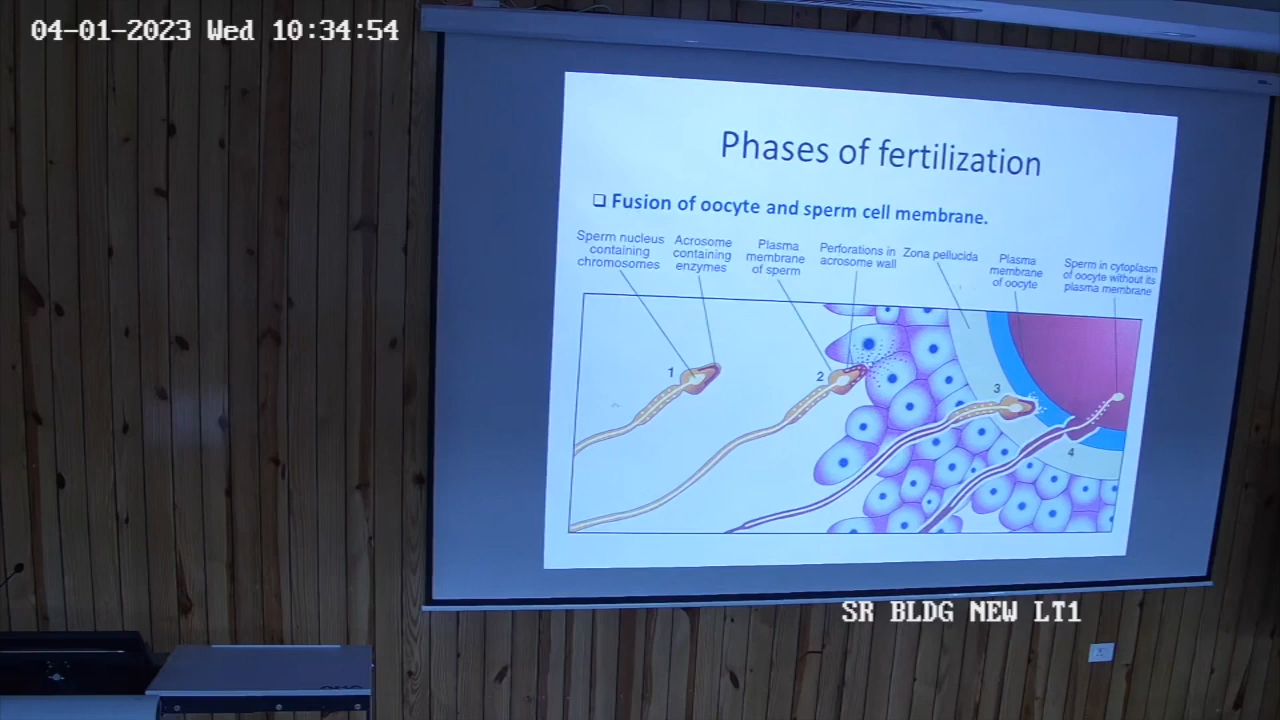 04-01-2023 Wed 10:34:54
Phases of fertilization
❑ Fusion of oocyte and sperm cell membrane.
Sperm nucleus
containing
chromosomes
Acrosome
containing
enzymes
Plasma
membrane
of sperm
Perforations in
acrosome wall
Zona pellucida
Plasma
membrane
of oocyte
Sperm in cytoplasm
of oocyte without its
plasma membrane
1
2
3
4
SR BLDG NEW LT1